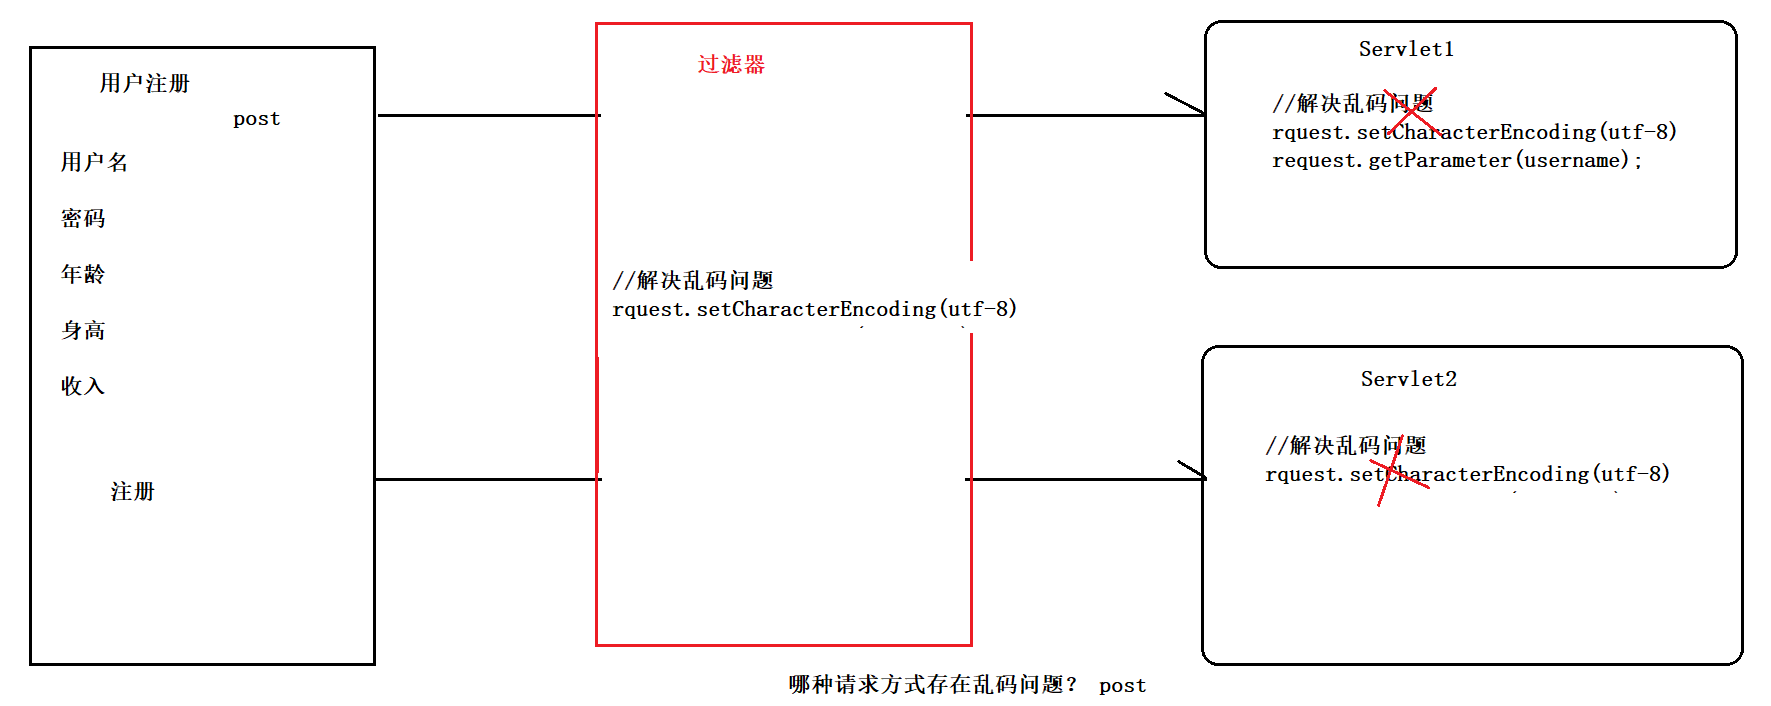 用户注册
post
用户名
密码
年龄
身高
收入
注册
过滤器
//解决乱码问题
rquest.setCharacterEncoding(utf-8)
Servlet1
//解决乱码问题
rquest.setCharacterEncoding(utf-8)
request.getParameter(username);
Servlet2
//解决乱码问题
rquest.setCharacterEncoding(utf-8)
哪种请求方式存在乱码问题? post